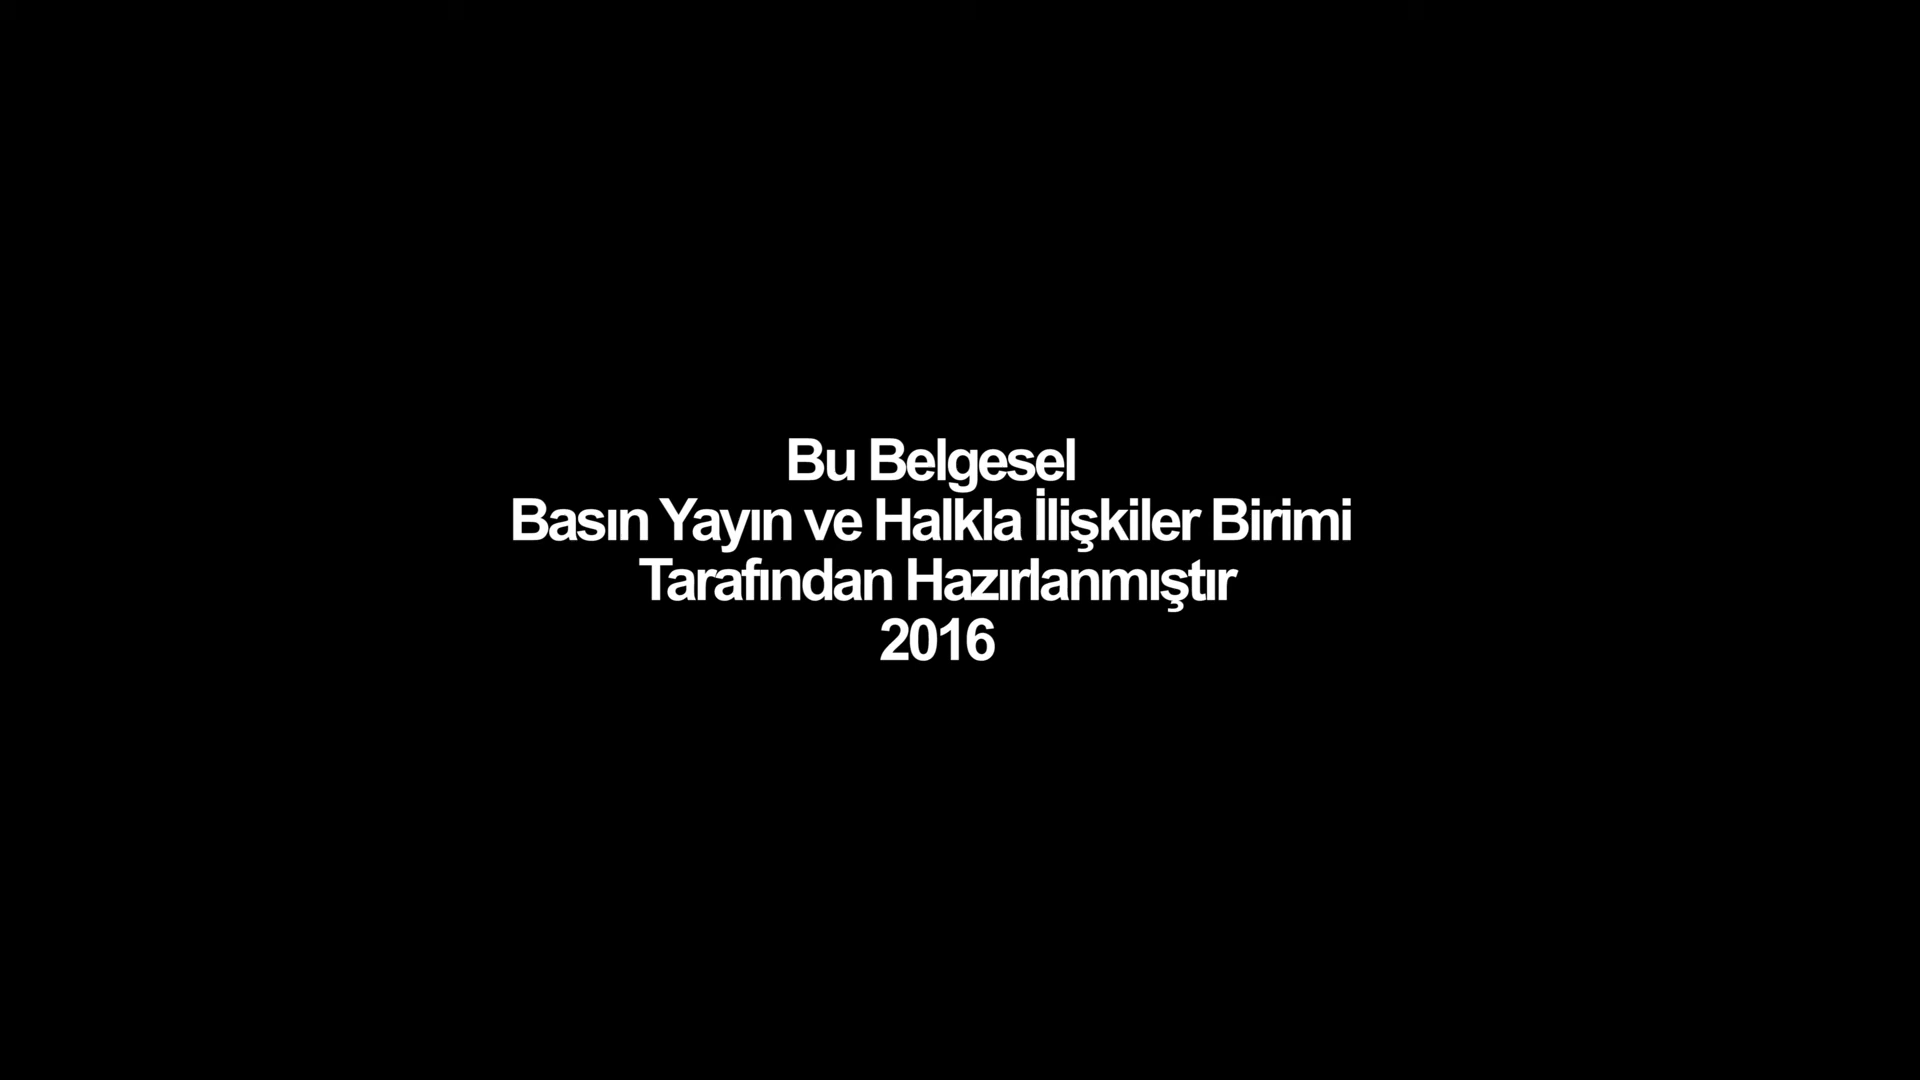 Bu Belgesel
Basın Yayın ve Halkla İlişkiler Birimi
Tarafından Hazırlanmıştır
2016